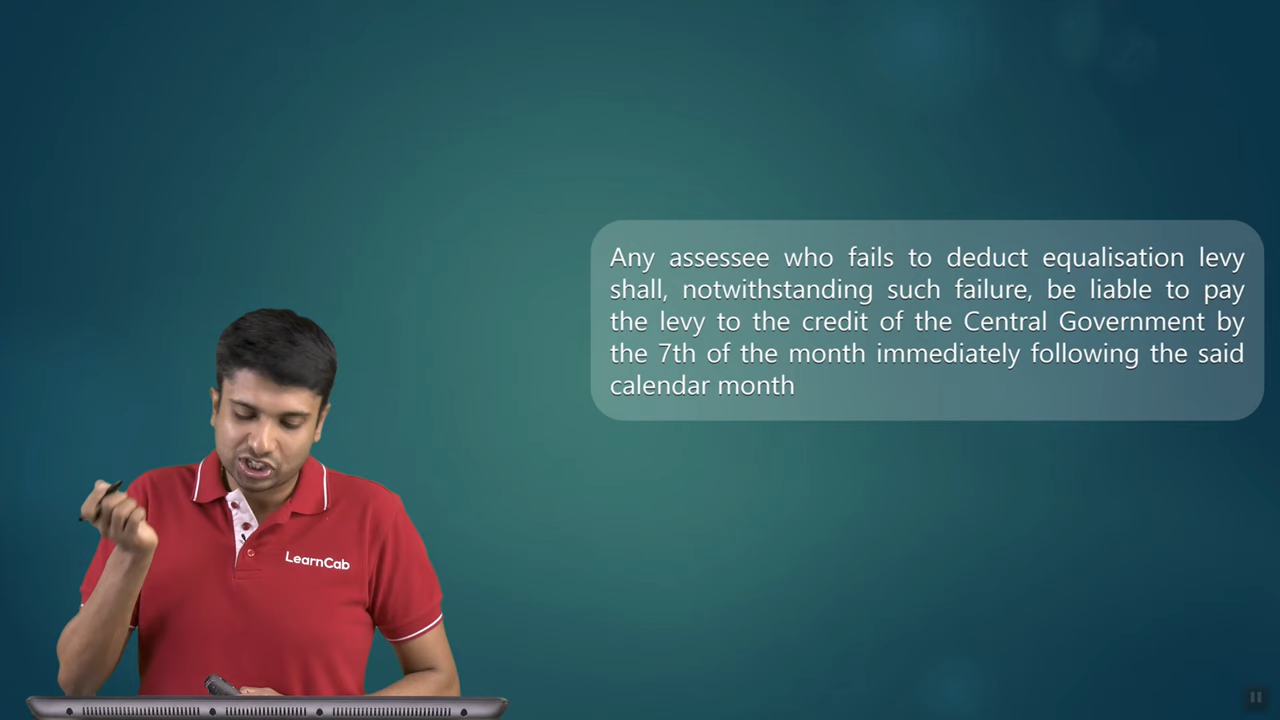 Any assessee who fails to deduct equalisation levy
shall, notwithstanding such failure, be liable to pay
the levy to the credit of the Central Government by
the 7th of the month immediately following the said
calendar month
LearnCab